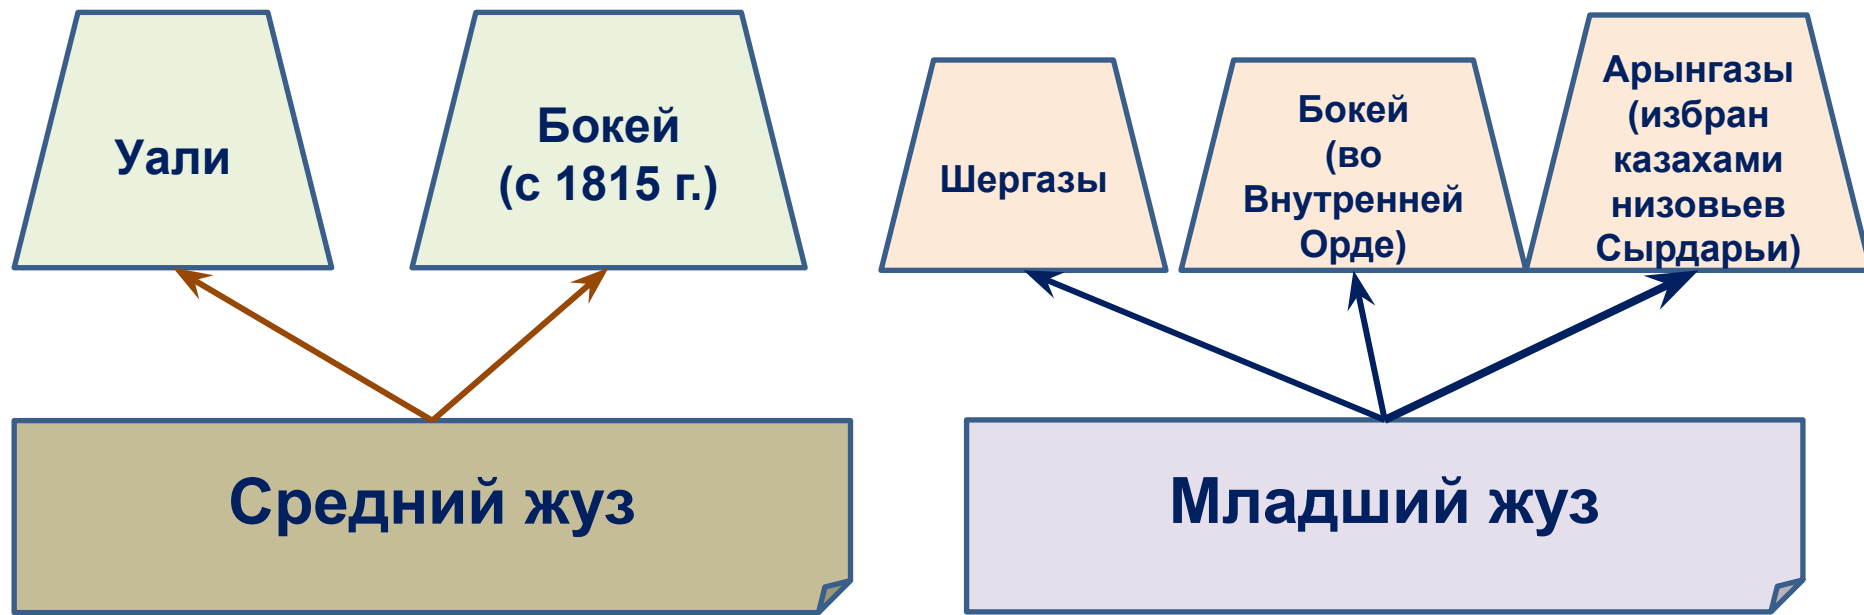 Уали
Бокей
(с 1815 г.)
Шергазы
Бокей
(во
Внутренней
Орде)
Арынгазы
(избран
казахами
низовьев
Сырдарьи)
Средний жуз
Младший жуз